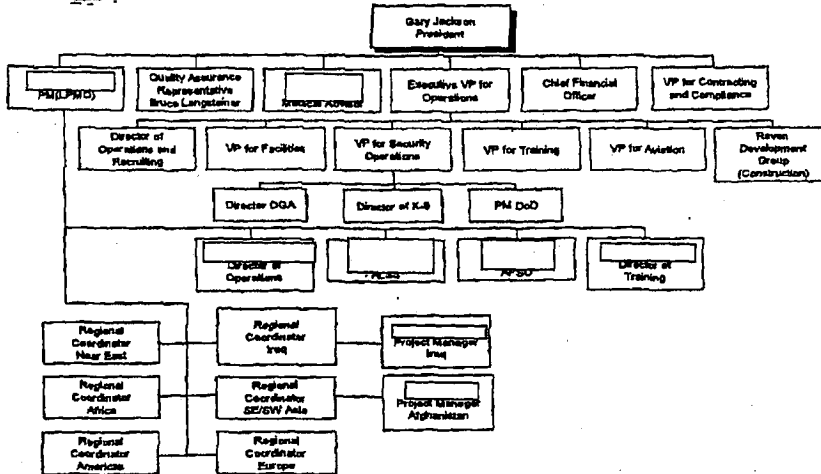 Gary Jackson
President
PM(LPMO)
Quality Assurance
Representative
Bruce Langsteiner
Medical Advisor
Executive VP for
Operations
Chief Financial
Officer
VP for Contracting
and Compliance
Director of
Operations and
Recruiting
VP for Facilities
VP for Security
Operations
VP for Training
VP for Aviation
Raven
Development
Group
(Construction)
Director DGA
Director of K-9
PM DoD
Director of
Operations
Director of
Training
Regional
Coordinator
Near East
Regional
Coordinator
Iraq
Project Manager
Iraq
Regional
Coordinator
Africa
Regional
Coordinator
SE/SW Asia
Project Manager
Afghanistan
Regional
Coordinator
Americas
Regional
Coordinator
Europe